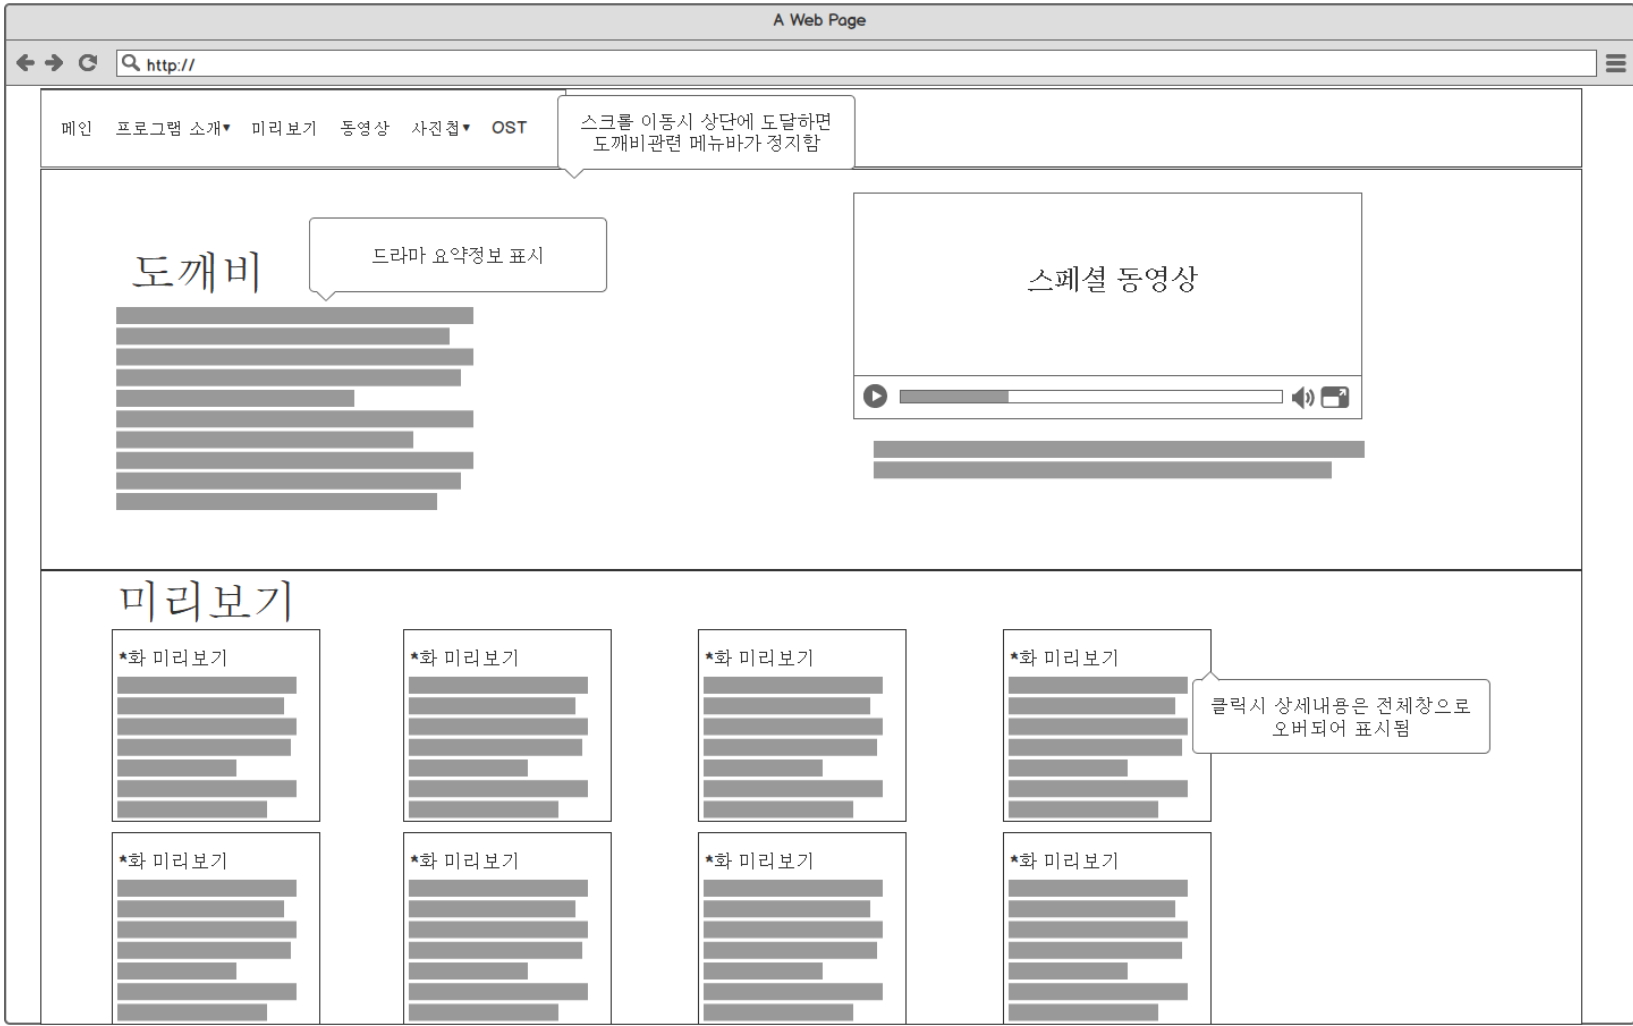 A Web Page
http://
메인 프로그램 소개▾ 미리보기 동영상 사진첩▾ OST
스크롤 이동시 상단에 도달하면
도깨비관련 메뉴바가 정지함
도깨비
드라마 요약정보 표시
스페셜 동영상
미리보기
*화 미리보기
*화 미리보기
*화 미리보기
*화 미리보기
클릭시 상세내용은 전체창으로
오버되어 표시됨
*화 미리보기
*화 미리보기
*화 미리보기
*화 미리보기